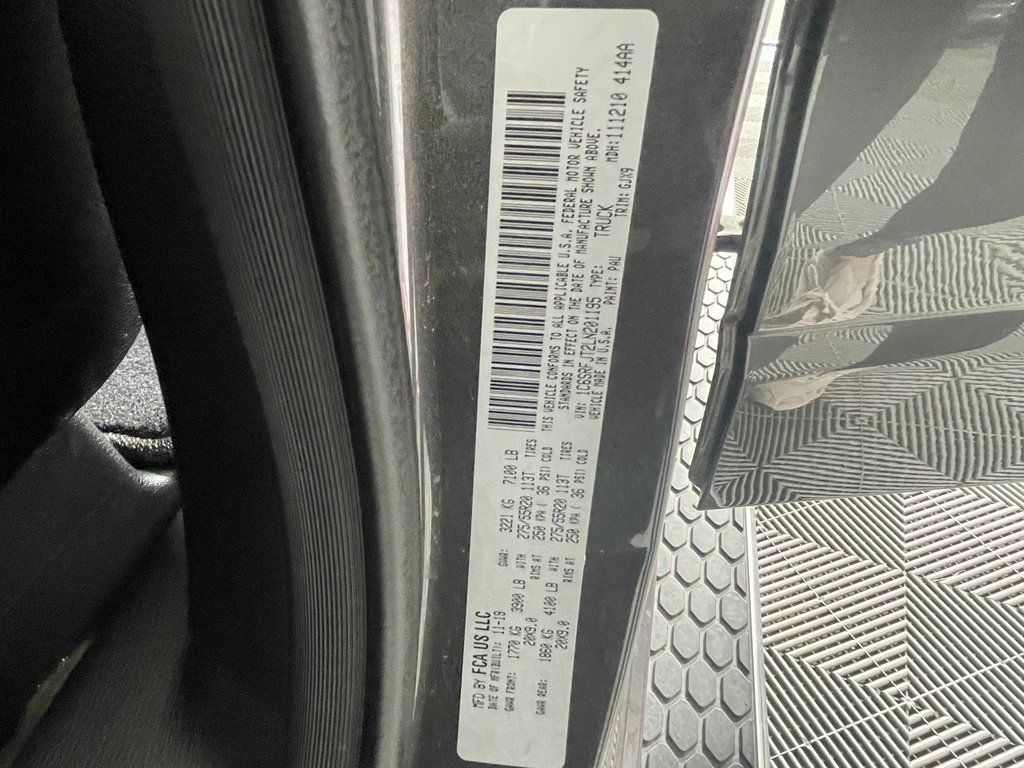 MFD BY FCA US LLC
DATE OF MFR(BUILT): 11-19 GVWR: 3221 KG 7100 LB
GAWR FRONT: 1770 KG 3900 LB WITH 275/55R20 113T TIRES
20X9.0 RIMS AT 250 KPA ( 36 PSI) COLD
GAWR REAR: 1860 KG 4100 LB WITH 275/55R20 113T TIRES
20X9.0 RIMS AT 250 KPA ( 36 PSI) COLD
THIS VEHICLE CONFORMS TO ALL APPLICABLE U.S.A. FEDERAL MOTOR VEHICLE SAFETY
STANDARDS IN EFFECT ON THE DATE OF MANUFACTURE SHOWN ABOVE.
VIN: 1C6SRFJT2LN201195 TYPE: TRUCK
VEHICLE MADE IN U.S.A. PAINT: PAU TRIM: GJX9 MDH: 111210 414AA